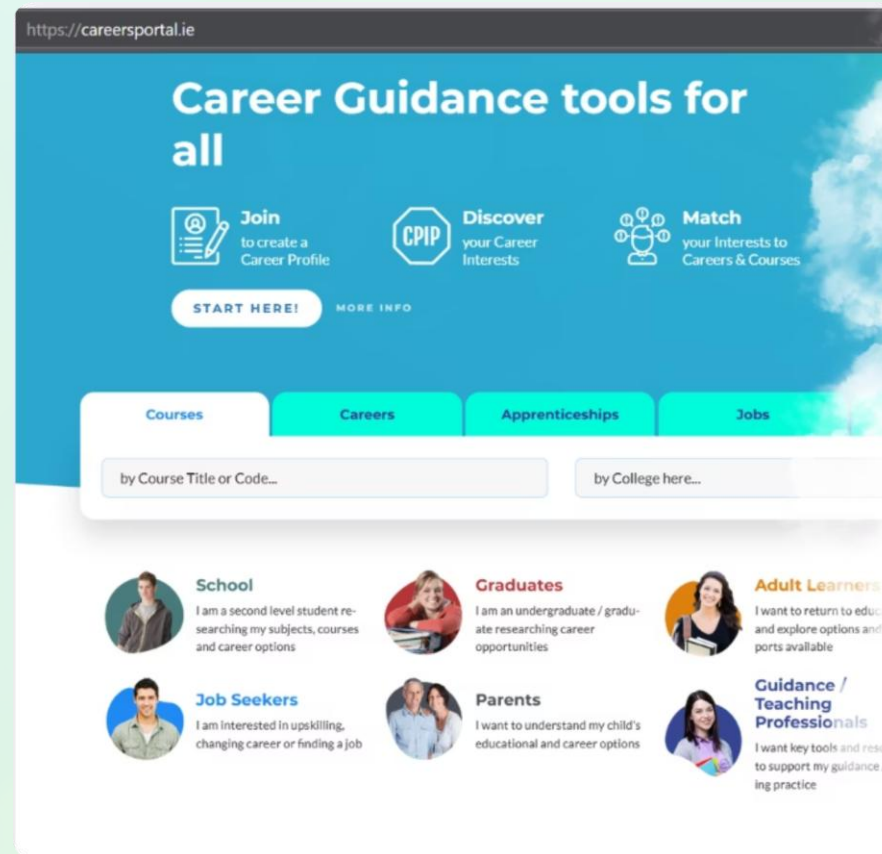 https://careersportal.ie
Career Guidance tools for
all
Join
to create a
Career Profile
CPIP
Discover
your Career
Interests
Match
your Interests to
Careers & Courses
START HERE!
MORE INFO
Courses
Careers
Apprenticeships
Jobs
by Course Title or Code...
by College here...
School
I am a second level student re-
searching my subjects, courses
and career options
Graduates
I am an undergraduate / gradu-
ate researching career
opportunities
Adult Learners
I want to return to
and explore options and
ports available
Job Seekers
I am interested in upskilling,
changing career or finding a job
Parents
I want to understand my child's
educational and career options
Guidance /
Teaching
Professionals
I want key tools and
to support my guidance
ing practice